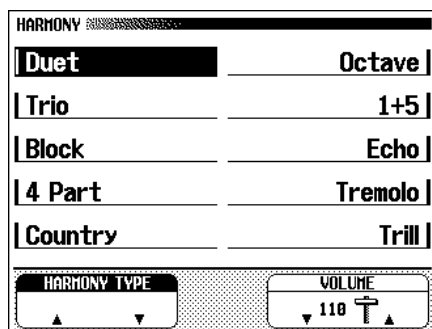 HARMONY
Duet Octave
Trio 1+5
Block Echo
4 Part Tremolo
Country Trill
HARMONY TYPE VOLUME
110